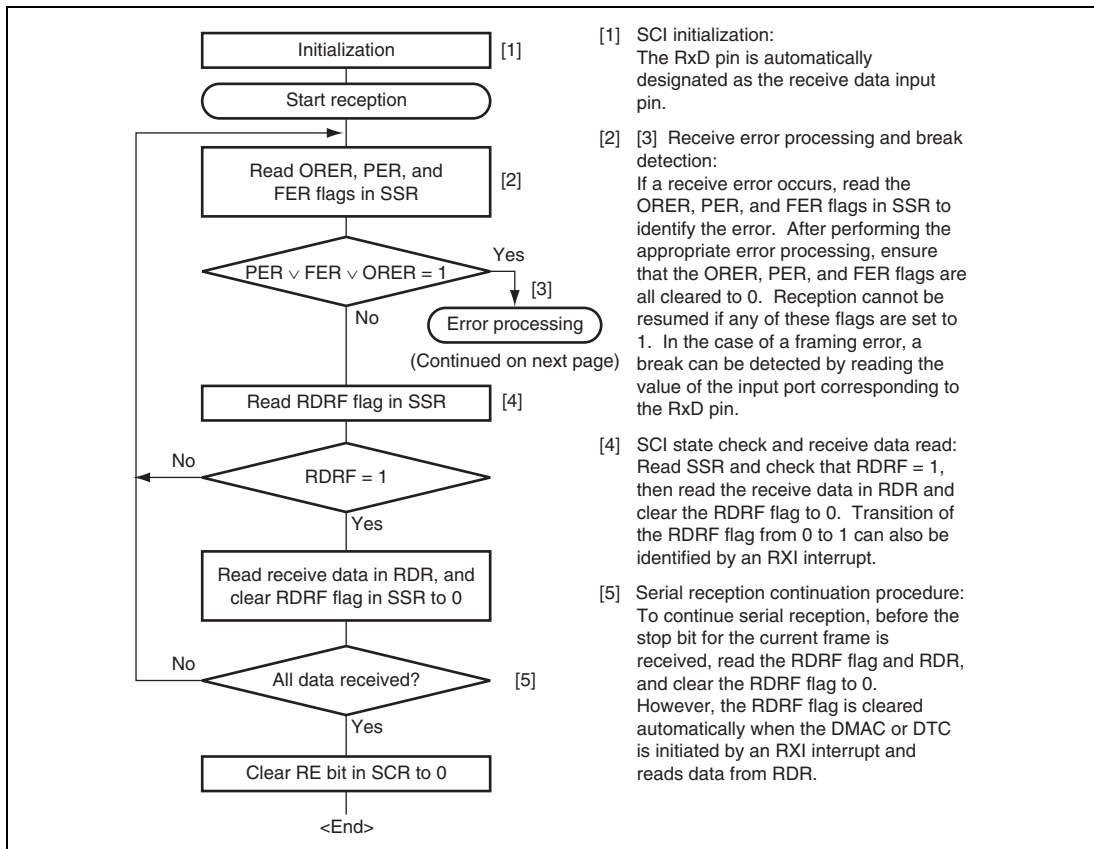 Initialization
[1]
Start reception
Read ORER, PER, and
FER flags in SSR
[2]
PER ∨ FER ∨ ORER = 1
Yes
[3]
No
Error processing
(Continued on next page)
Read RDRF flag in SSR
[4]
No
RDRF = 1
Yes
Read receive data in RDR, and
clear RDRF flag in SSR to 0
No
All data received?
[5]
Yes
Clear RE bit in SCR to 0
<End>
[1] SCI initialization:
The RxD pin is automatically
designated as the receive data input
pin.
[2] [3] Receive error processing and break
detection:
If a receive error occurs, read the
ORER, PER, and FER flags in SSR to
identify the error. After performing the
appropriate error processing, ensure
that the ORER, PER, and FER flags are
all cleared to 0. Reception cannot be
resumed if any of these flags are set to
1. In the case of a framing error, a
break can be detected by reading the
value of the input port corresponding to
the RxD pin.
[4] SCI state check and receive data read:
Read SSR and check that RDRF = 1,
then read the receive data in RDR and
clear the RDRF flag to 0. Transition of
the RDRF flag from 0 to 1 can also be
identified by an RXI interrupt.
[5] Serial reception continuation procedure:
To continue serial reception, before the
stop bit for the current frame is
received, read the RDRF flag and RDR,
and clear the RDRF flag to 0.
However, the RDRF flag is cleared
automatically when the DMAC or DTC
is initiated by an RXI interrupt and
reads data from RDR.